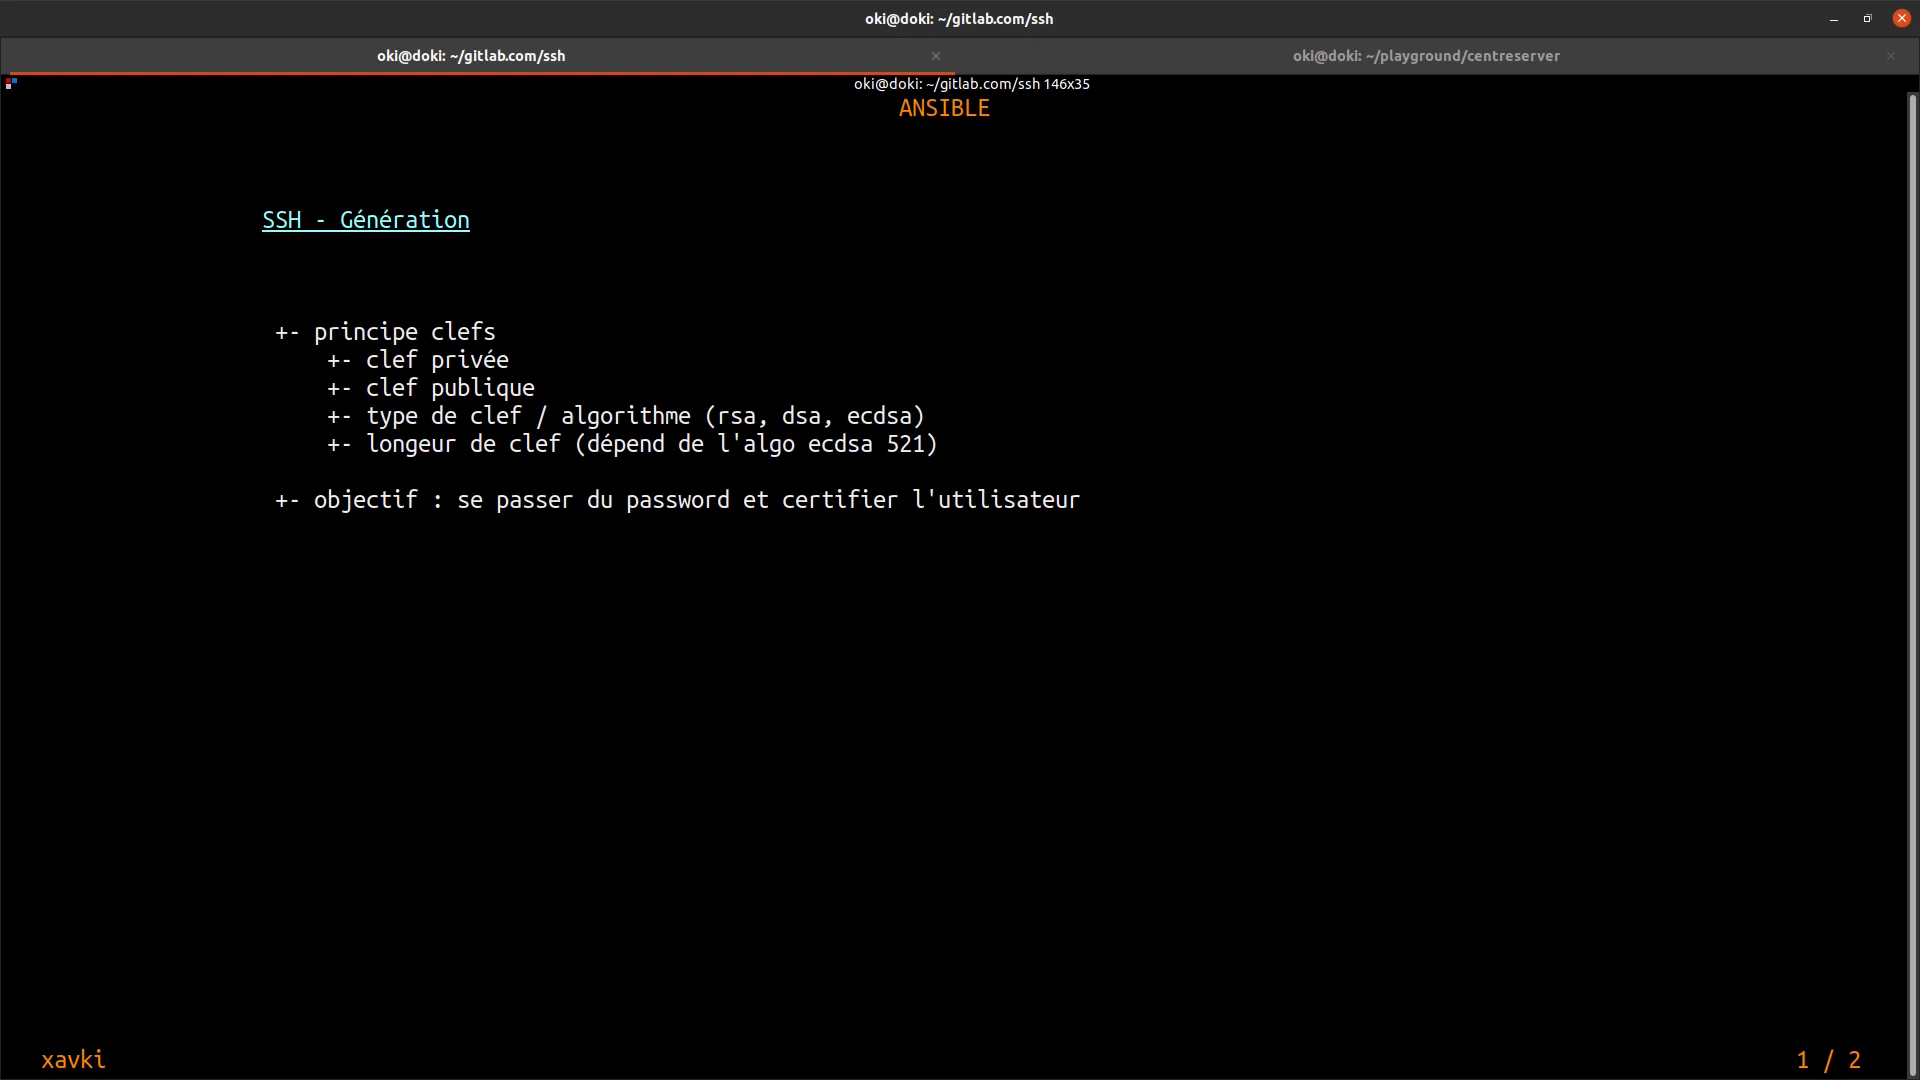 oki@doki: ~/gitlab.com/ssh
oki@doki: ~/gitlab.com/ssh
oki@doki: ~/playground/centreserver
oki@doki: ~/gitlab.com/ssh 146x35
ANSIBLE
SSH - Génération
+- principe clefs
+- clef privée
+- clef publique
+- type de clef / algorithme (rsa, dsa, ecdsa)
+- longeur de clef (dépend de l'algo ecdsa 521)
+- objectif : se passer du password et certifier l'utilisateur
xavki
1 / 2